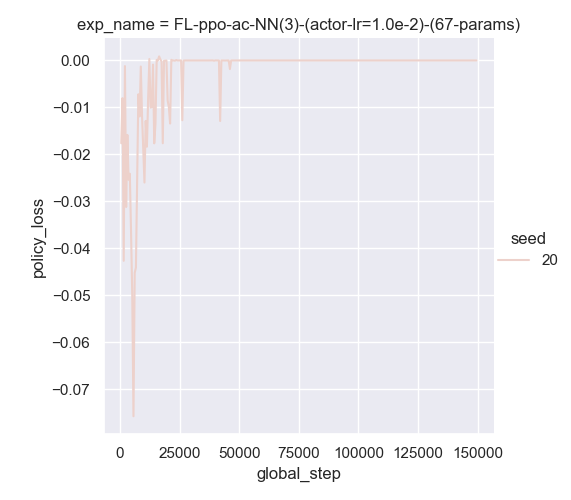 exp_name = FL-ppo-ac-NN(3)-(actor-lr=1.0e-2)-(67-params)
0.00
−0.01
−0.02
−0.03
−0.04
−0.05
−0.06
−0.07
policy_loss
0 25000 50000 75000 100000 125000 150000
global_step
seed
20